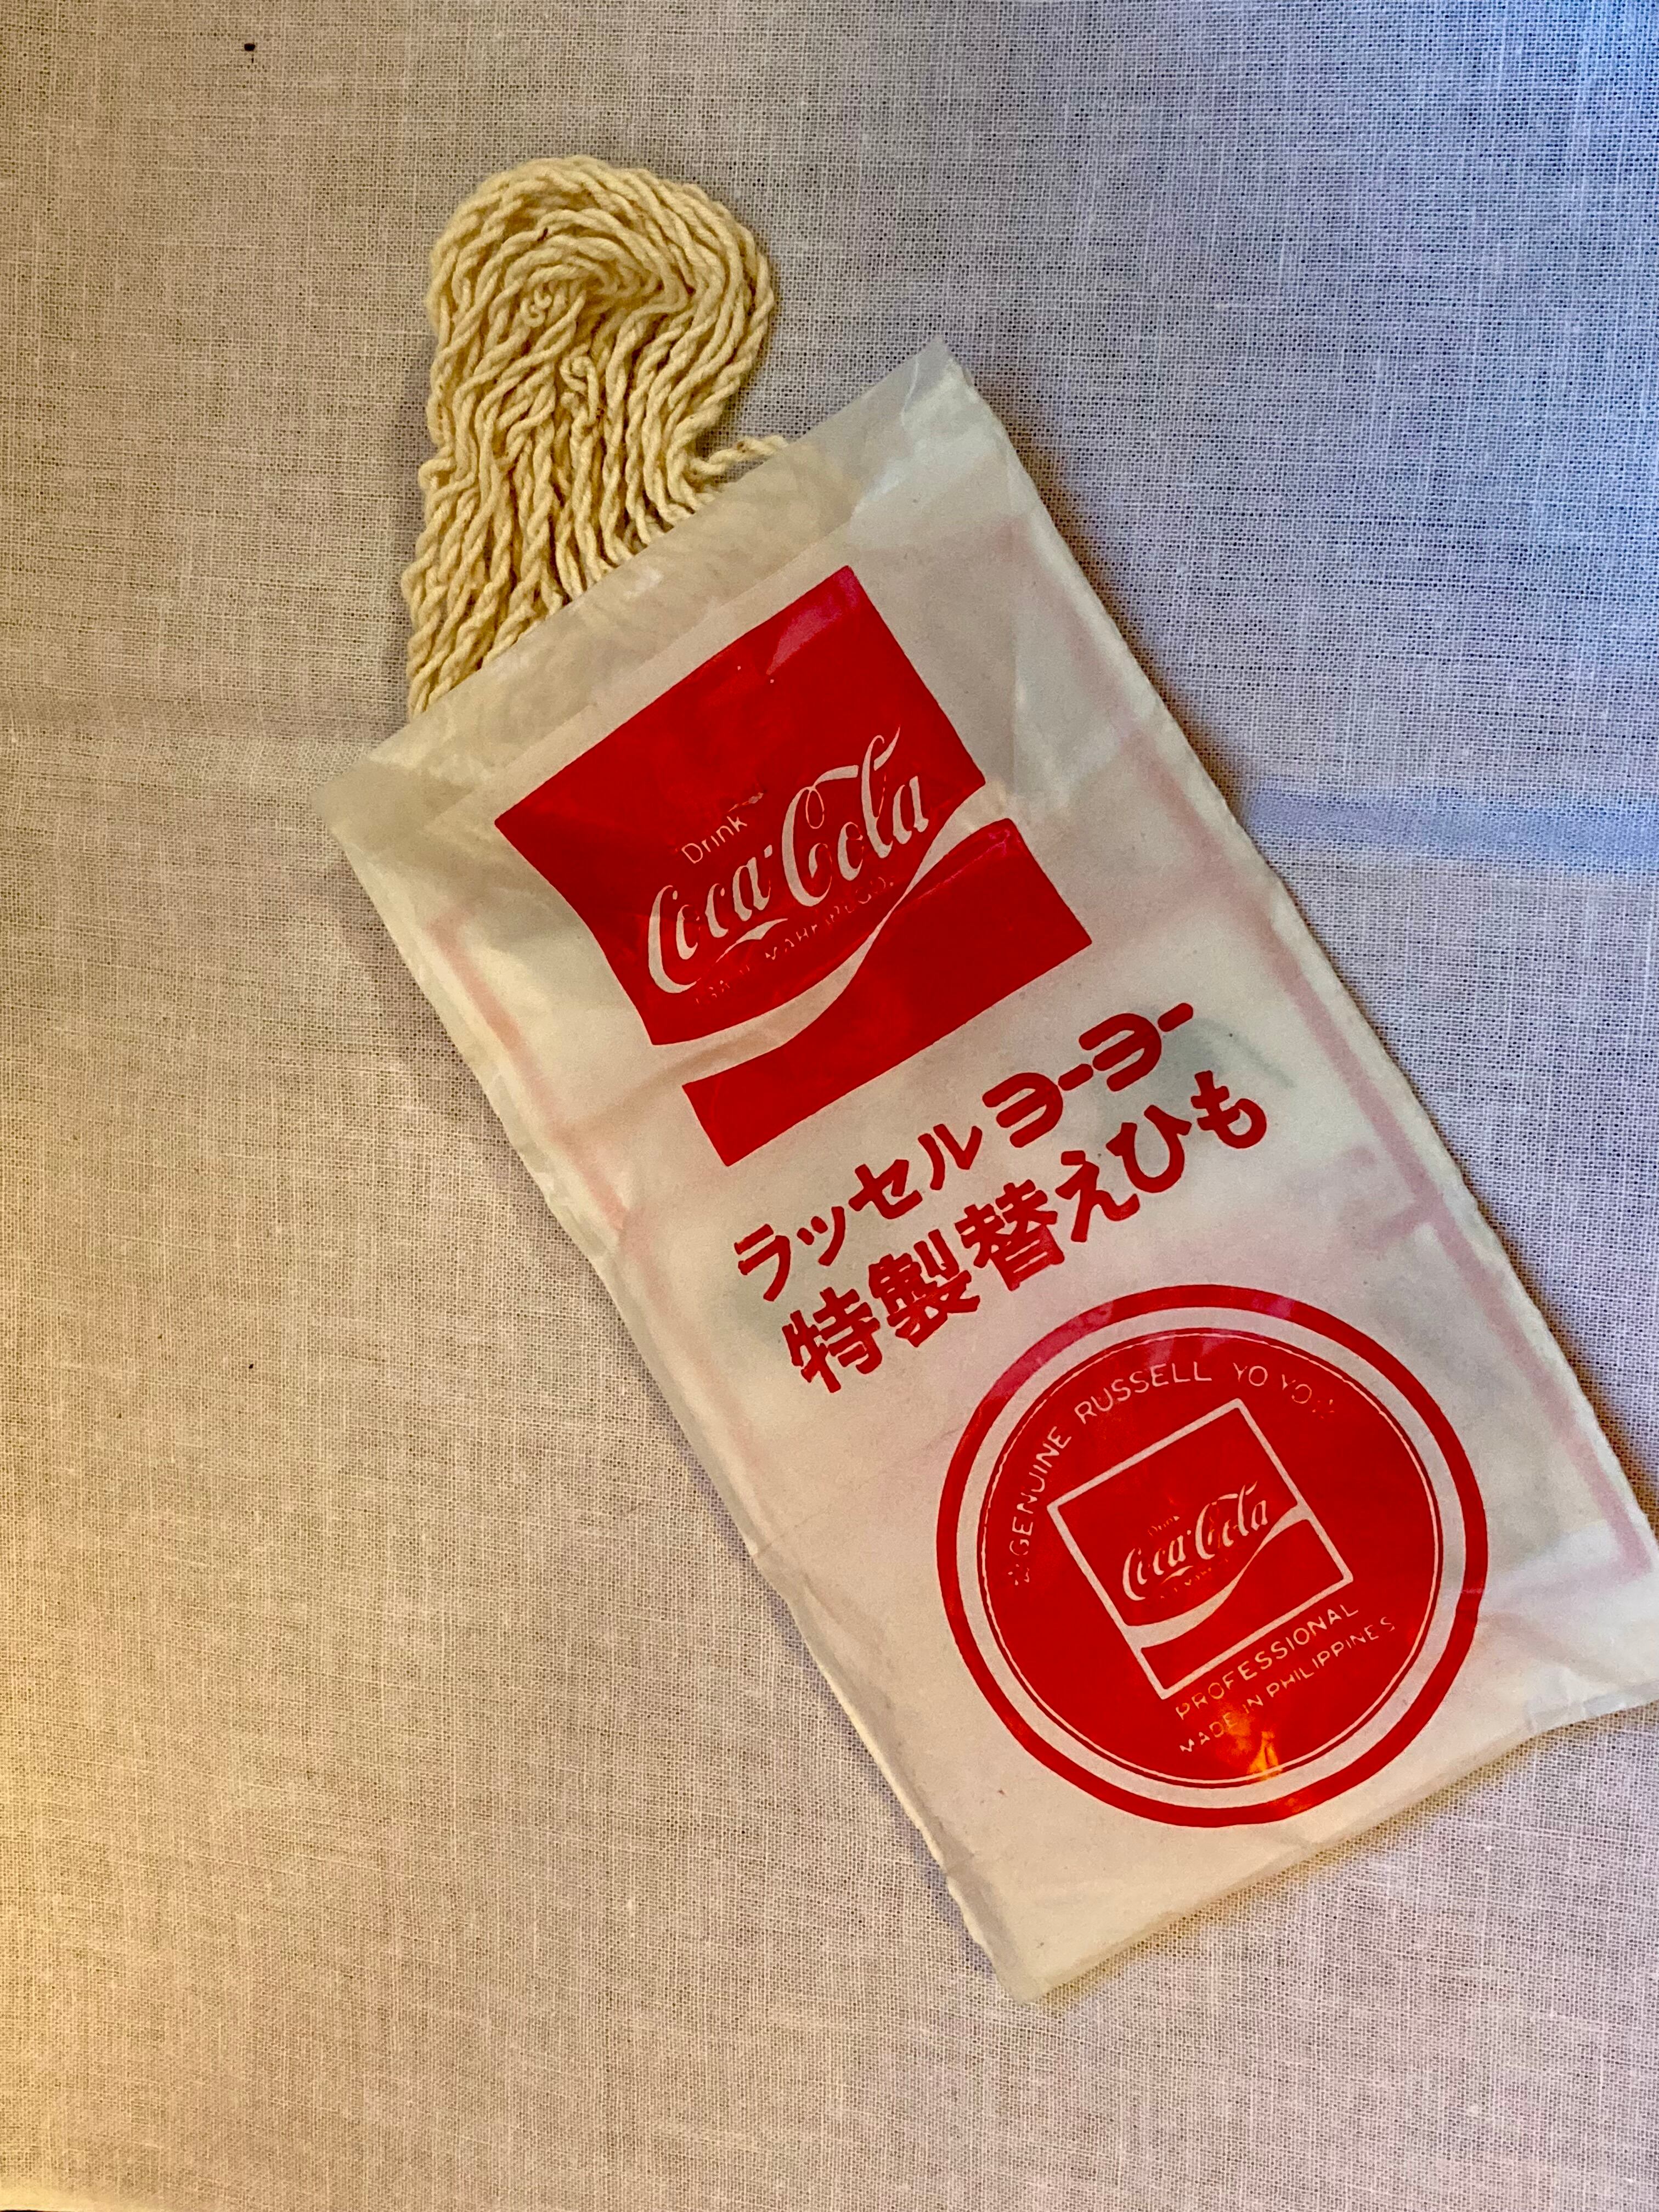 Drink
Coca-Cola
ラッセル ヨーヨー
特製替えひも
GENUINE RUSSELL YO YO
Drink
Coca-Cola
PROFESSIONAL
MADE IN PHILIPPINES